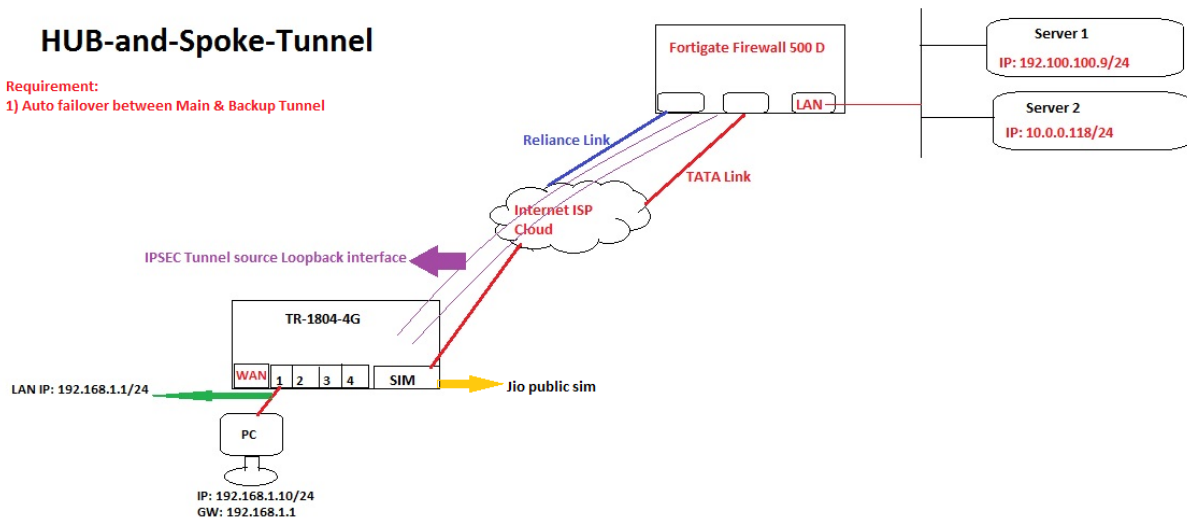 HUB-and-Spoke-Tunnel
Requirement:
1) Auto failover between Main & Backup Tunnel
Fortigate Firewall 500 D
LAN
Server 1
IP: 192.100.100.9/24
Server 2
IP: 10.0.0.118/24
Reliance Link
TATA Link
Internet ISP
Cloud
IPSEC Tunnel source Loopback interface
TR-1804-4G
WAN
1
2
3
4
SIM
Jio public sim
LAN IP: 192.168.1.1/24
PC
IP: 192.168.1.10/24
GW: 192.168.1.1